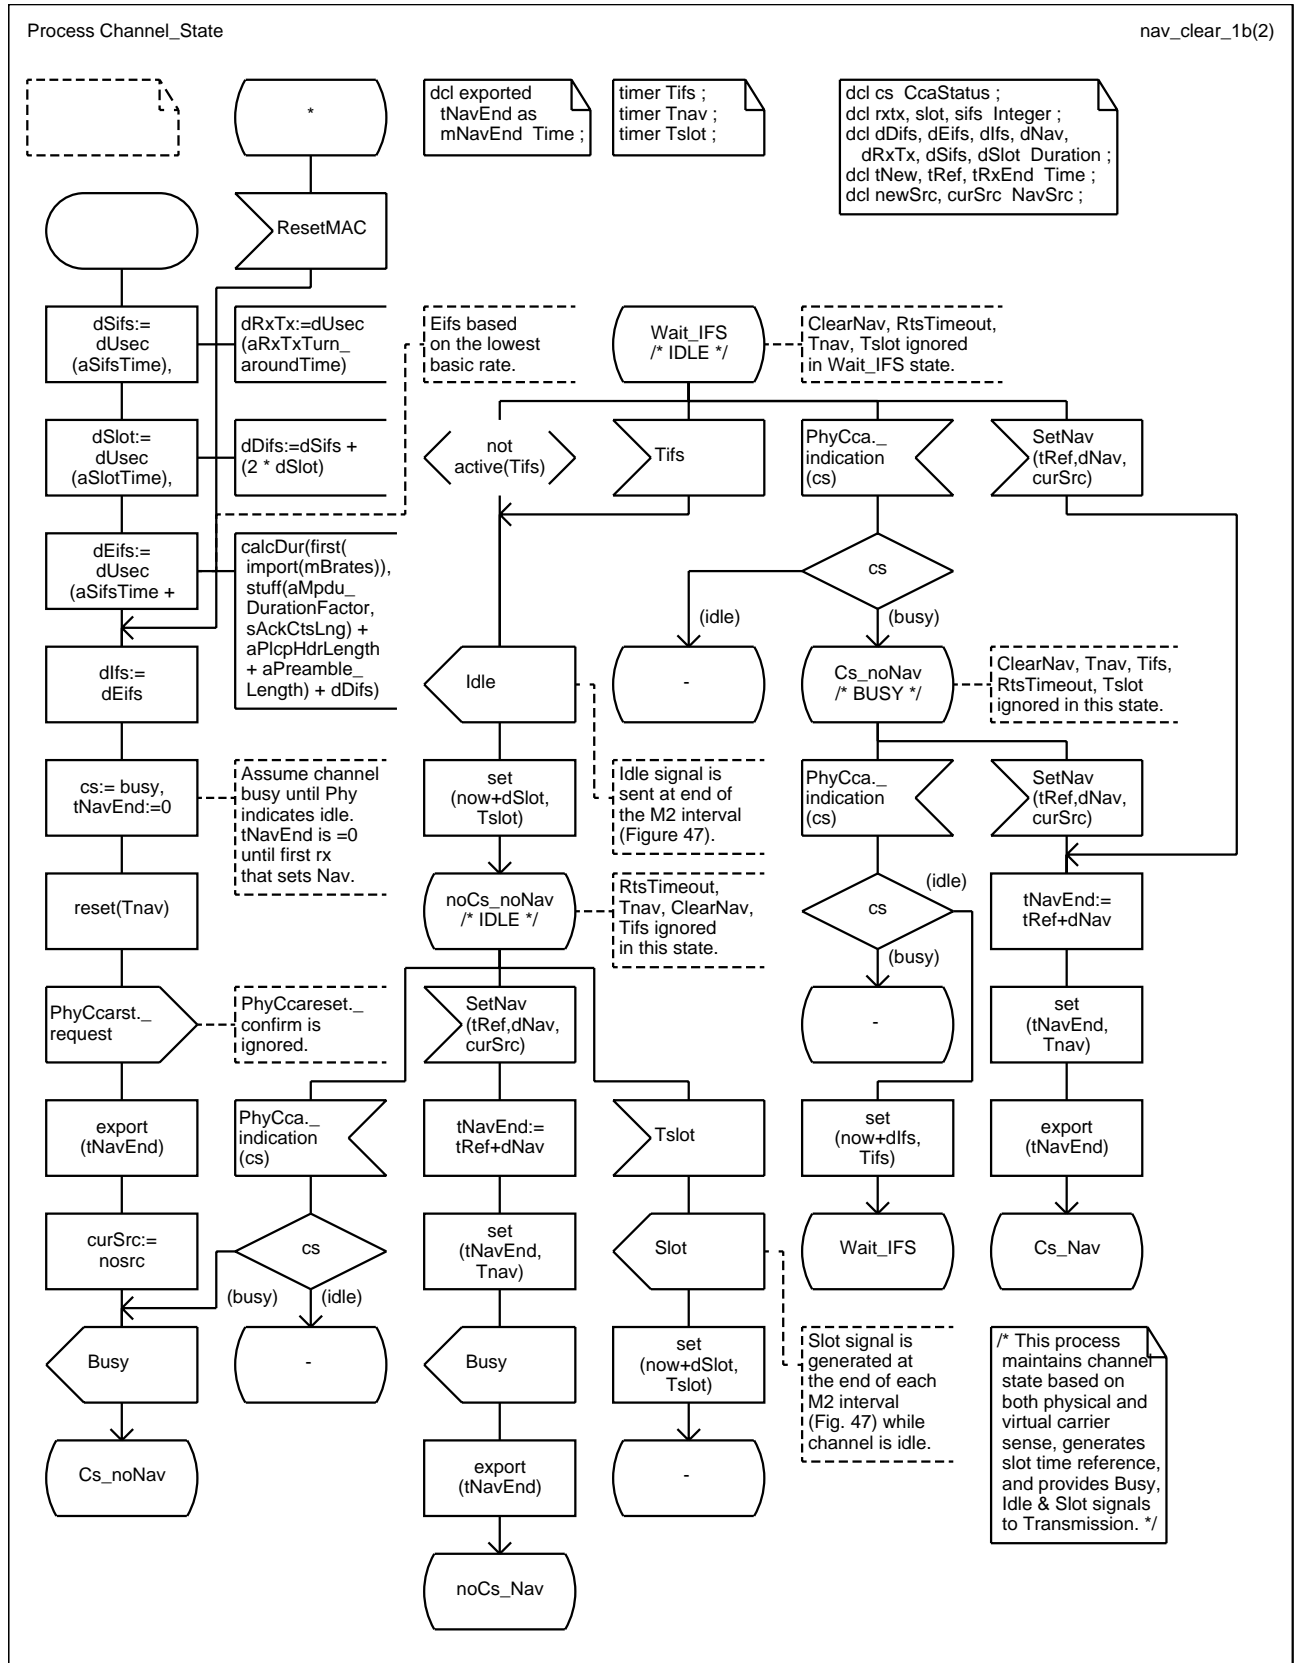 Process Channel_State
nav_clear_1b(2)
*
dcl exported
tNavEnd as
mNavEnd Time ;
timer Tifs ;
timer Tnav ;
timer Tslot ;
dcl cs CcaStatus ;
dcl rxtx, slot, sifs Integer ;
dcl dDifs, dEifs, dIfs, dNav,
dRxTx, dSifs, dSlot Duration ;
dcl tNew, tRef, tRxEnd Time ;
dcl newSrc, curSrc NavSrc ;
ResetMAC
dSifs:=
dUsec
(aSifsTime),
dRxTx:=dUsec
(aRxTxTurn_
aroundTime)
Eifs based
on the lowest
basic rate.
Wait_IFS
/* IDLE */
ClearNav, RtsTimeout,
Tnav, Tslot ignored
in Wait_IFS state.
dSlot:=
dUsec
(aSlotTime),
dDifs:=dSifs +
(2 * dSlot)
not
active(Tifs)
Tifs
PhyCca._
indication
(cs)
SetNav
(tRef,dNav,
curSrc)
dEifs:=
dUsec
(aSifsTime +
calcDur(first(
import(mBrates)),
stuff(aMpdu_
DurationFactor,
sAckCtsLng) +
aPlcpHdrLength
+ aPreamble_
Length) + dDifs)
cs
(idle)
(busy)
dIfs:=
dEifs
Idle
-
Cs_noNav
/* BUSY */
ClearNav, Tnav, Tifs,
RtsTimeout, Tslot
ignored in this state.
cs:= busy,
tNavEnd:=0
Assume channel
busy until Phy
indicates idle.
tNavEnd is =0
until first rx
that sets Nav.
set
(now+dSlot,
Tslot)
Idle signal is
sent at end of
the M2 interval
(Figure 47).
PhyCca._
indication
(cs)
SetNav
(tRef,dNav,
curSrc)
reset(Tnav)
noCs_noNav
/* IDLE */
RtsTimeout,
Tnav, ClearNav,
Tifs ignored
in this state.
cs
(idle)
(busy)
tNavEnd:=
tRef+dNav
PhyCcarst._
request
PhyCcareset._
confirm is
ignored.
SetNav
(tRef,dNav,
curSrc)
-
set
(tNavEnd,
Tnav)
export
(tNavEnd)
PhyCca._
indication
(cs)
tNavEnd:=
tRef+dNav
Tslot
set
(now+dIfs,
Tifs)
export
(tNavEnd)
curSrc:=
nosrc
cs
(busy)
(idle)
set
(tNavEnd,
Tnav)
Slot
Wait_IFS
Cs_Nav
Busy
-
Busy
set
(now+dSlot,
Tslot)
Slot signal is
generated at
the end of each
M2 interval
(Fig. 47) while
channel is idle.
/* This process
maintains channel
state based on
both physical and
virtual carrier
sense, generates
slot time reference,
and provides Busy,
Idle & Slot signals
to Transmission. */
Cs_noNav
export
(tNavEnd)
-
noCs_Nav